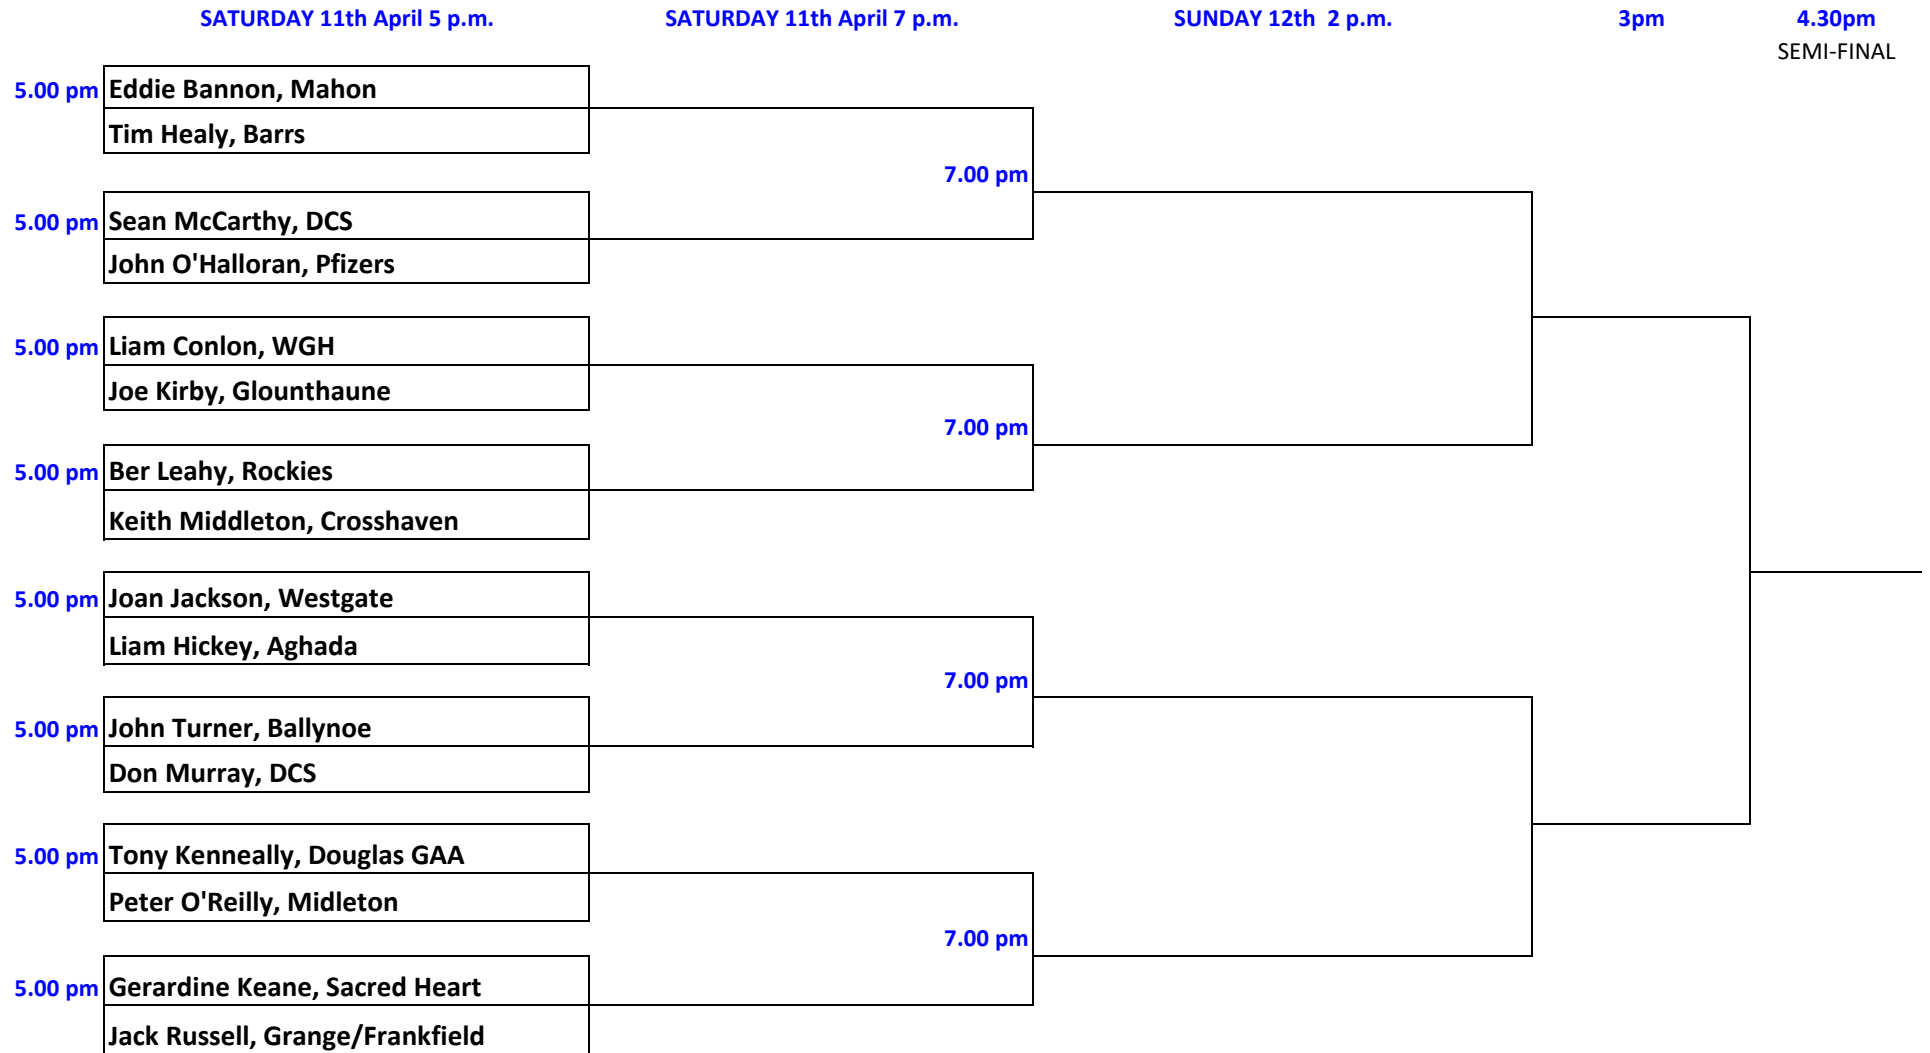 SATURDAY 11th April 5 p.m. SATURDAY 11th April 7 p.m. SUNDAY 12th  2 p.m. 3pm 4.30pm
SEMI-FINAL
5.00 pm Eddie Bannon, Mahon
Tim Healy, Barrs
7.00 pm
5.00 pm Sean McCarthy, DCS
John O'Halloran, Pfizers
5.00 pm Liam Conlon, WGH
Joe Kirby, Glounthaune
7.00 pm
5.00 pm Ber Leahy, Rockies
Keith Middleton, Crosshaven
5.00 pm Joan Jackson, Westgate
Liam Hickey, Aghada
7.00 pm
5.00 pm John Turner, Ballynoe
Don Murray, DCS
5.00 pm Tony Kenneally, Douglas GAA
Peter O'Reilly, Midleton
7.00 pm
5.00 pm Gerardine Keane, Sacred Heart
Jack Russell, Grange/Frankfield